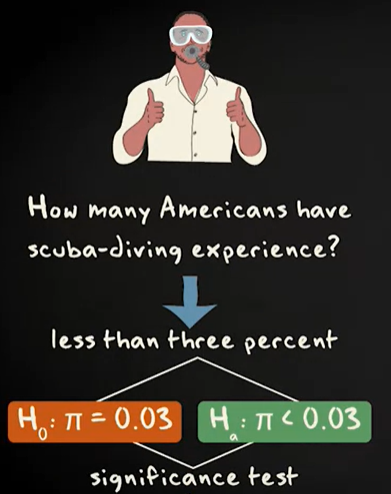 How many Americans have
scuba-diving experience?
less than three percent
H₀: π = 0.03
Hₐ: π < 0.03
significance test